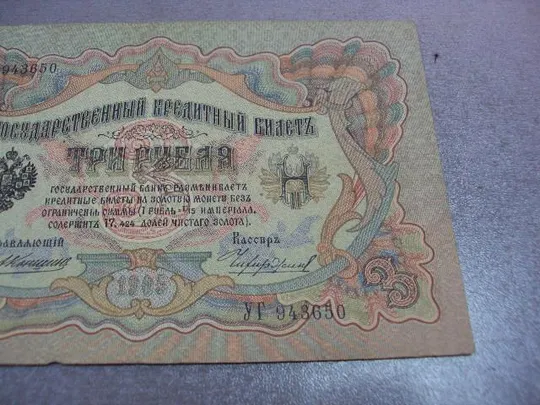 943650
ГОСУДАРСТВЕННЫЙ КРЕДИТНЫЙ БИЛЕТЪ
ТРИ РУБЛЯ
ГОСУДАРСТВЕННЫЙ БАНКЪ РАЗМѢНИВАЕТЪ
КРЕДИТНЫЕ БИЛЕТЫ НА ЗОЛОТУЮ МОНЕТУ БЕЗЪ
ОГРАНИЧЕНІЯ СУММЫ (1 РУБЛЬ = 1/15 ИМПЕРІАЛА,
СОДЕРЖИТЪ 17,424 ДОЛЕЙ ЧИСТАГО ЗОЛОТА).
РАВЛЯЮЩІЙ Кассиръ
1905
3
УГ 943650